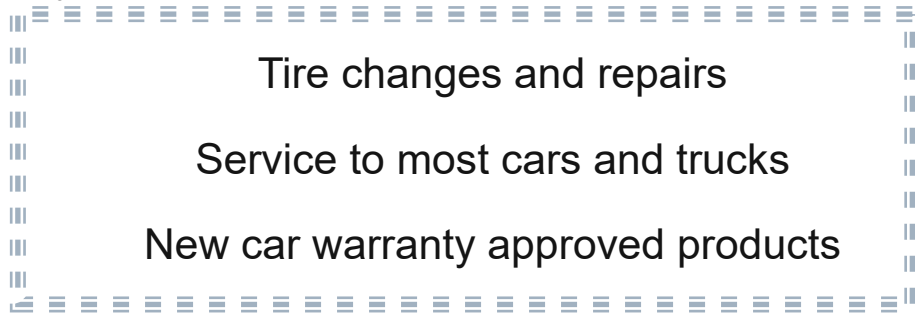 Tire changes and repairs
Service to most cars and trucks
New car warranty approved products